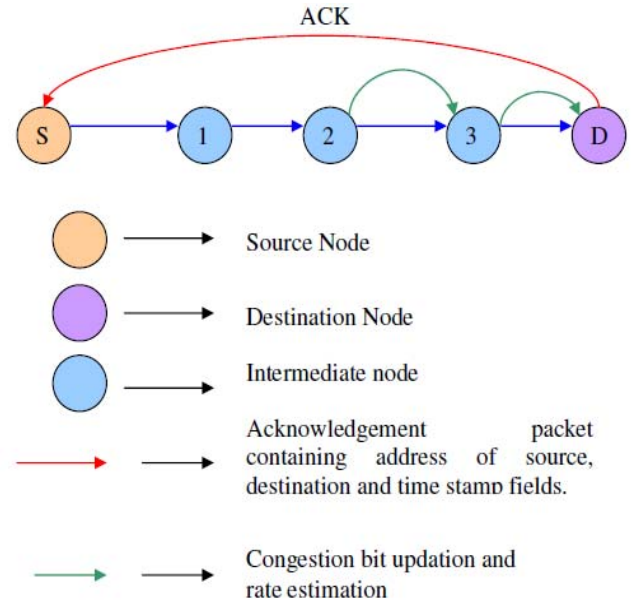 ACK
S 1 2 3 D
Source Node
Destination Node
Intermediate node
Acknowledgement packet
containing address of source,
destination and time stamp fields.
Congestion bit updation and
rate estimation